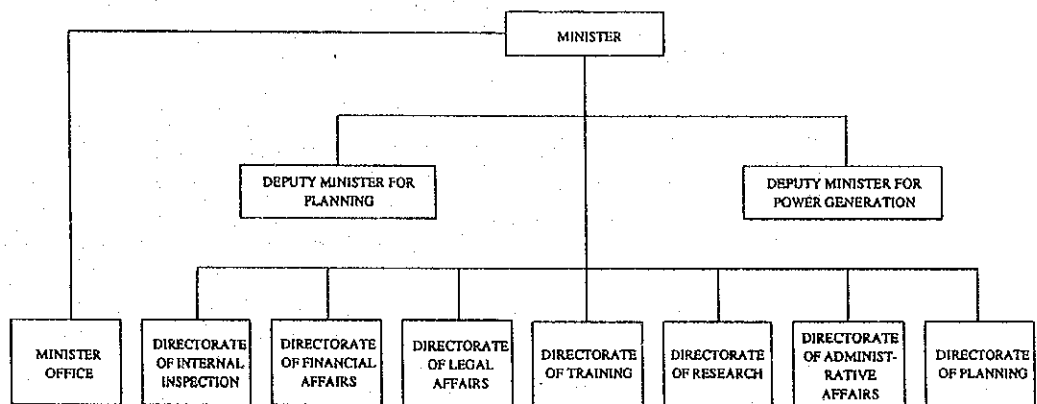 MINISTER
DEPUTY MINISTER FOR
PLANNING
DEPUTY MINISTER FOR
POWER GENERATION
MINISTER
OFFICE
DIRECTORATE
OF INTERNAL
INSPECTION
DIRECTORATE
OF FINANCIAL
AFFAIRS
DIRECTORATE
OF LEGAL
AFFAIRS
DIRECTORATE
OF TRAINING
DIRECTORATE
OF RESEARCH
DIRECTORATE
OF ADMINIST-
RATIVE
AFFAIRS
DIRECTORATE
OF PLANNING